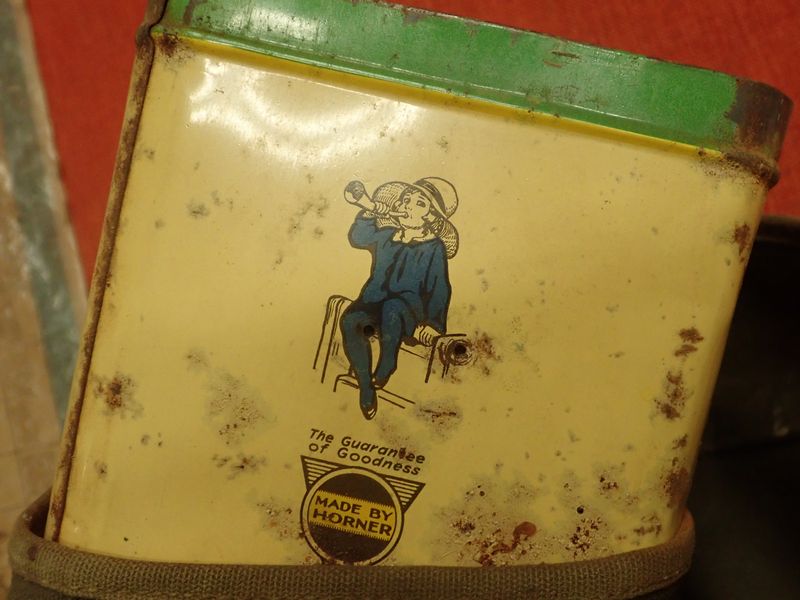 The Guarantee
of Goodness
MADE BY
HORNER